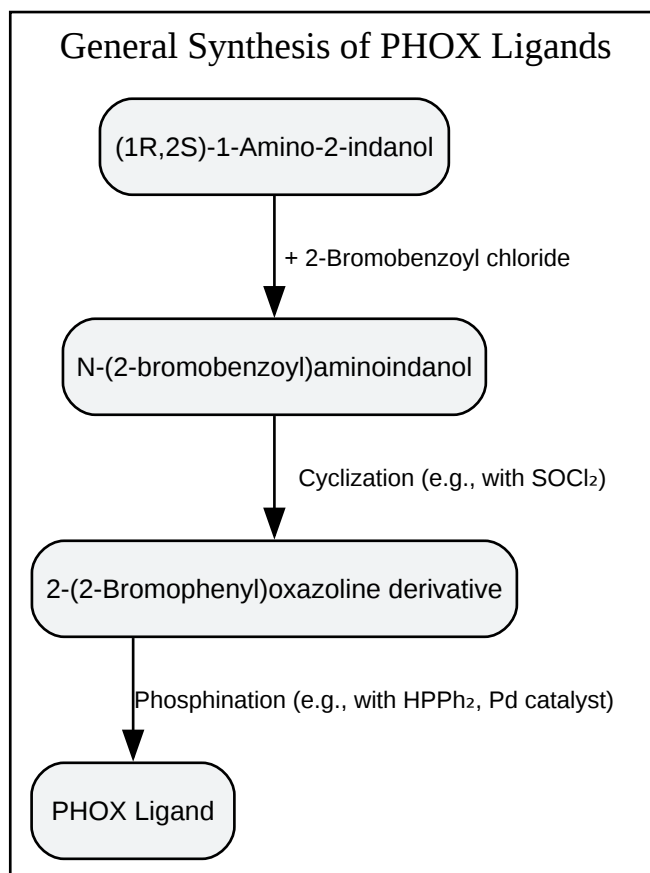 General Synthesis of PHOX Ligands
(1R,2S)-1-Amino-2-indanol
+ 2-Bromobenzoyl chloride
N-(2-bromobenzoyl)aminoindanol
Cyclization (e.g., with SOCl₂)
2-(2-Bromophenyl)oxazoline derivative
Phosphination (e.g., with HPPh₂, Pd catalyst)
PHOX Ligand